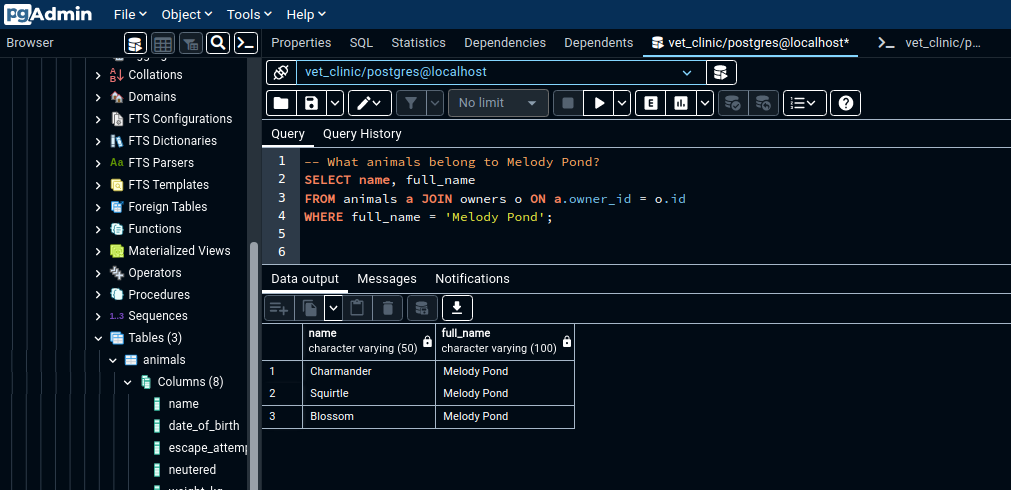 pgAdmin File Object Tools Help
Browser Properties SQL Statistics Dependencies Dependents vet_clinic/postgres@localhost* vet_clinic/p...
vet_clinic/postgres@localhost
No limit
Query Query History
1 -- What animals belong to Melody Pond?
2 SELECT name, full_name
3 FROM animals a JOIN owners o ON a.owner_id = o.id
4 WHERE full_name = 'Melody Pond';
5
6
Data output Messages Notifications
name full_name
character varying (50) character varying (100)
1 Charmander Melody Pond
2 Squirtle Melody Pond
3 Blossom Melody Pond
Collations
Domains
FTS Configurations
FTS Dictionaries
Aa FTS Parsers
FTS Templates
Foreign Tables
Functions
Materialized Views
Operators
Procedures
1..3 Sequences
Tables (3)
animals
Columns (8)
name
date_of_birth
escape_attem
neutered